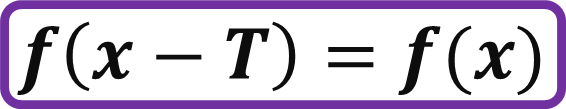 f(x − T) = f(x)